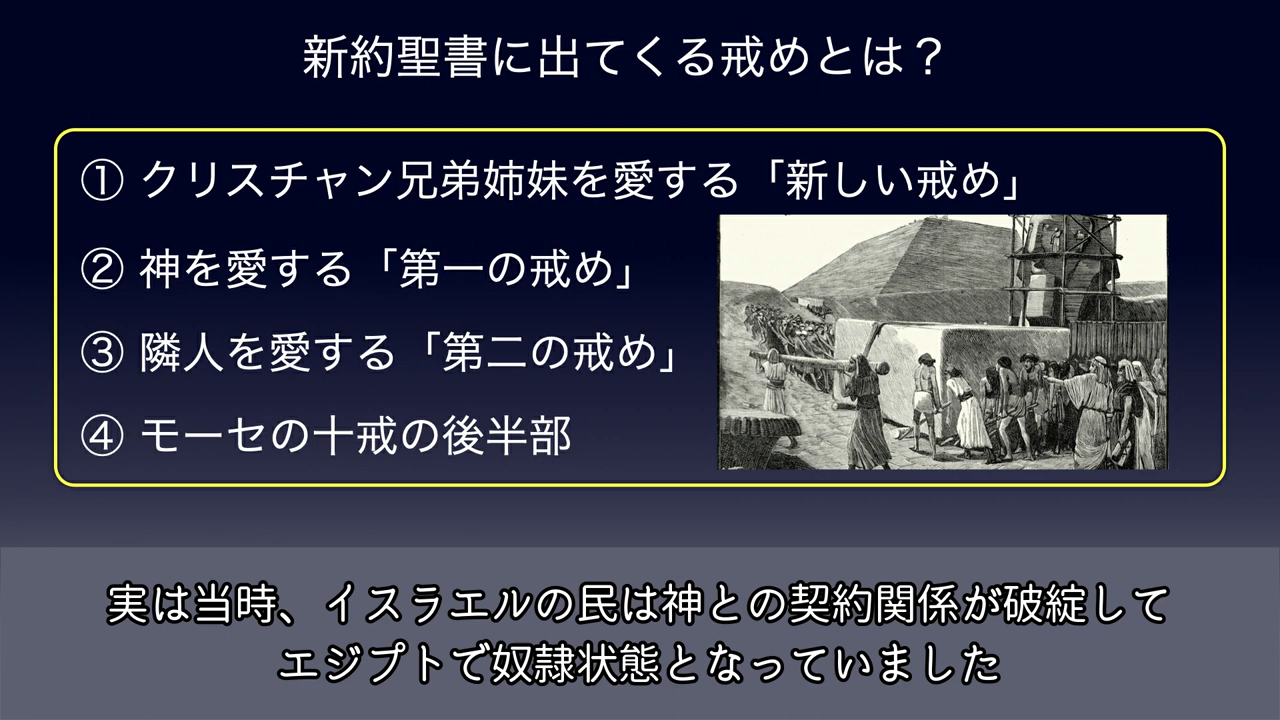 新約聖書に出てくる戒めとは？
① クリスチャン兄弟姉妹を愛する「新しい戒め」
② 神を愛する「第一の戒め」
③ 隣人を愛する「第二の戒め」
④ モーセの十戒の後半部
実は当時、イスラエルの民は神との契約関係が破綻して
エジプトで奴隷状態となっていました